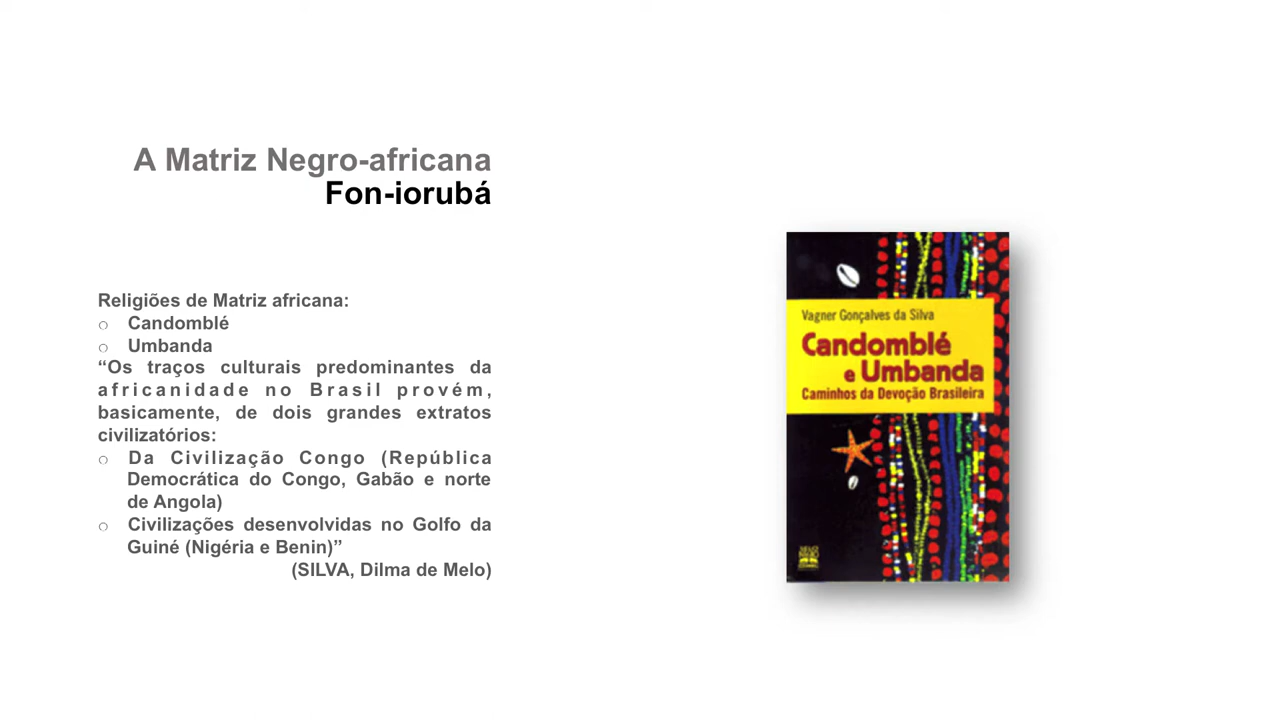 A Matriz Negro-africana
Fon-iorubá
Religiões de Matriz africana:
○ Candomblé
○ Umbanda
“Os traços culturais predominantes da
africanidade no Brasil provém,
basicamente, de dois grandes extratos
civilizatórios:
○ Da Civilização Congo (República
Democrática do Congo, Gabão e norte
de Angola)
○ Civilizações desenvolvidas no Golfo da
Guiné (Nigéria e Benin)”
(SILVA, Dilma de Melo)
Vagner Gonçalves da Silva
Candomblé
e Umbanda
Caminhos da Devoção Brasileira